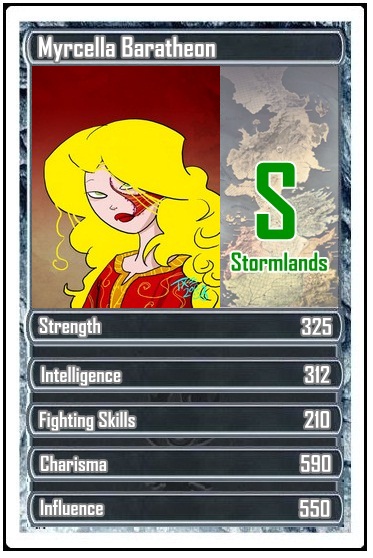 Myrcella Baratheon
S
Stormlands
Strength 325
Intelligence 312
Fighting Skills 210
Charisma 590
Influence 550